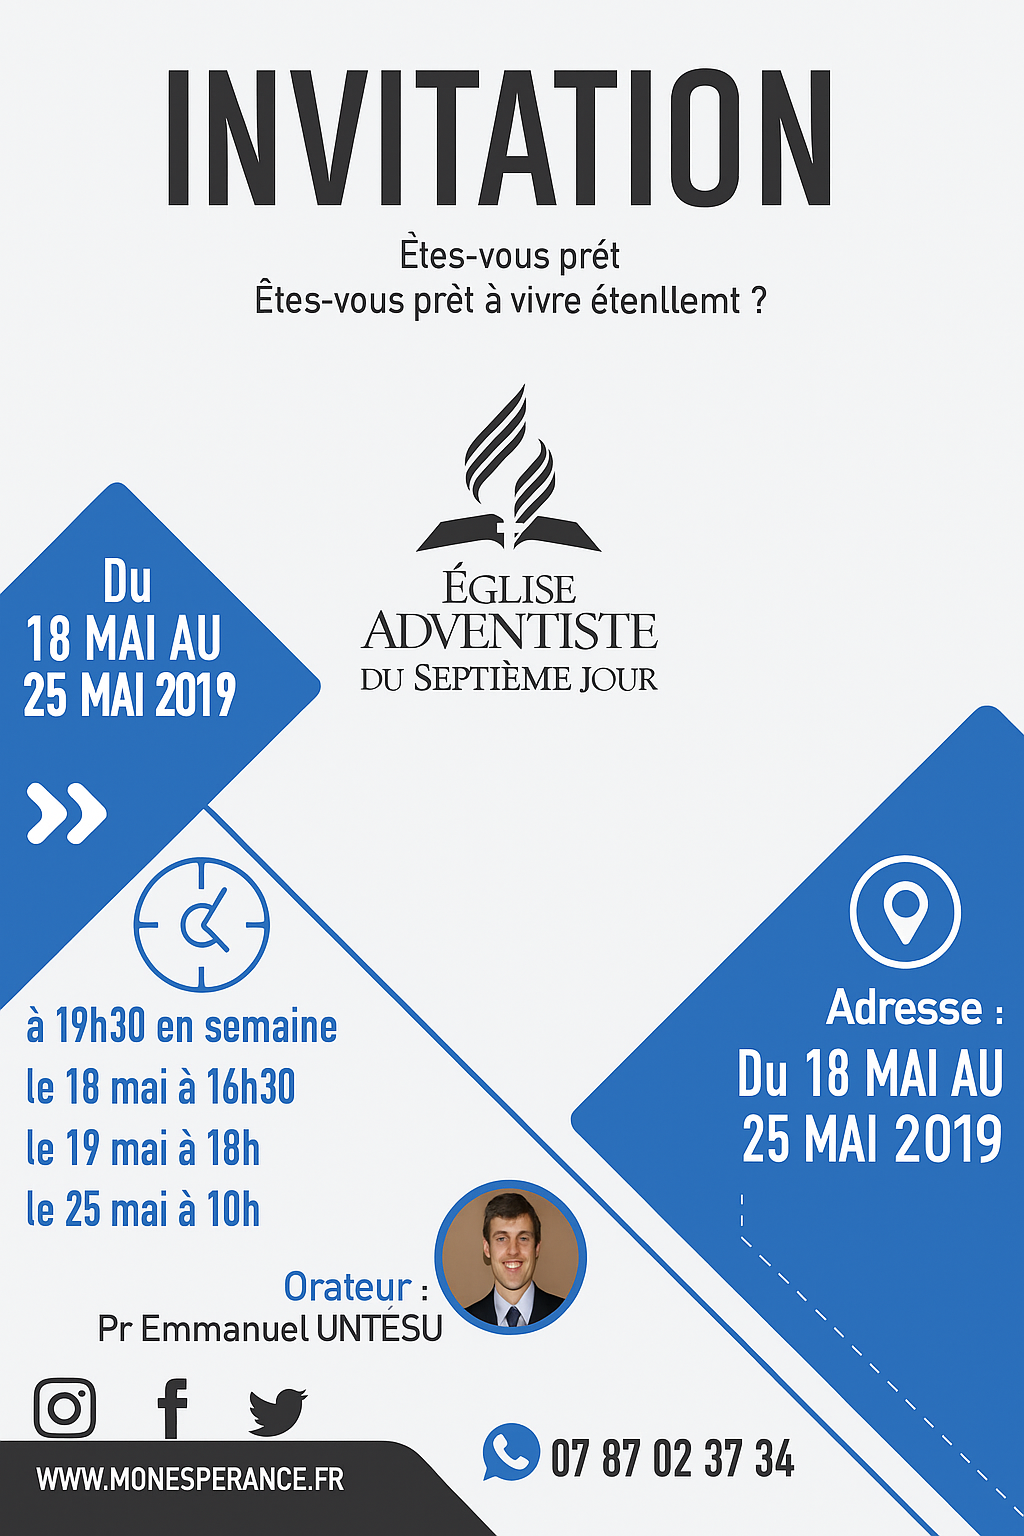 INVITATION
Ètes-vous prét
Êtes-vous prèt à vivre étenllemt ?
ÉGLISE
ADVENTISTE
DU SEPTIÈME JOUR
Du
18 MAI AU
25 MAI 2019
à 19h30 en semaine
le 18 mai à 16h30
le 19 mai à 18h
le 25 mai à 10h
Adresse :
Du 18 MAI AU
25 MAI 2019
Orateur :
Pr Emmanuel UNTÉSU
WWW.MONESPERANCE.FR
07 87 02 37 34